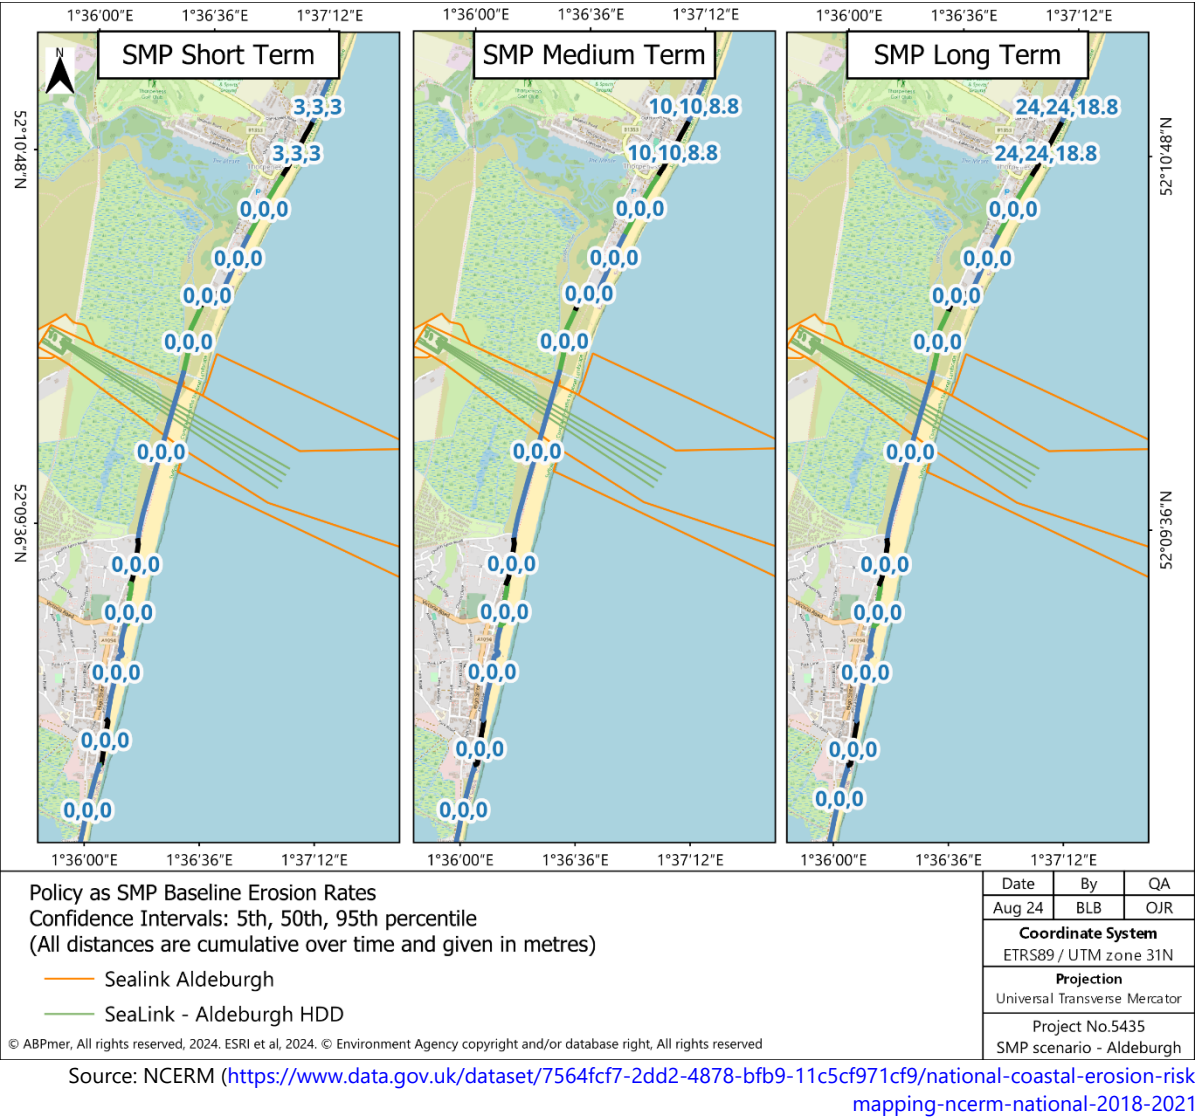 1°36'00"E 1°36'36"E 1°37'12"E 1°36'00"E 1°36'36"E 1°37'12"E 1°36'00"E 1°36'36"E 1°37'12"E
N
SMP Short Term
3,3,3
3,3,3
0,0,0
0,0,0
0,0,0
0,0,0
0,0,0
0,0,0
0,0,0
0,0,0
0,0,0
0,0,0
SMP Medium Term
10,10,8.8
10,10,8.8
0,0,0
0,0,0
0,0,0
0,0,0
0,0,0
0,0,0
0,0,0
0,0,0
0,0,0
0,0,0
SMP Long Term
24,24,18.8
24,24,18.8
0,0,0
0,0,0
0,0,0
0,0,0
0,0,0
0,0,0
0,0,0
0,0,0
0,0,0
0,0,0
52°10'48"N
52°09'36"N
52°10'48"N
52°09'36"N
1°36'00"E 1°36'36"E 1°37'12"E 1°36'00"E 1°36'36"E 1°37'12"E 1°36'00"E 1°36'36"E 1°37'12"E
Policy as SMP Baseline Erosion Rates
Confidence Intervals: 5th, 50th, 95th percentile
(All distances are cumulative over time and given in metres)
Sealink Aldeburgh
SeaLink - Aldeburgh HDD
© ABPmer, All rights reserved, 2024. ESRI et al, 2024. © Environment Agency copyright and/or database right, All rights reserved
Date By QA
Aug 24 BLB OJR
Coordinate System
ETRS89 / UTM zone 31N
Projection
Universal Transverse Mercator
Project No.5435
SMP scenario - Aldeburgh
Source: NCERM (https://www.data.gov.uk/dataset/7564fcf7-2dd2-4878-bfb9-11c5cf971cf9/national-coastal-erosion-risk
mapping-ncerm-national-2018-2021